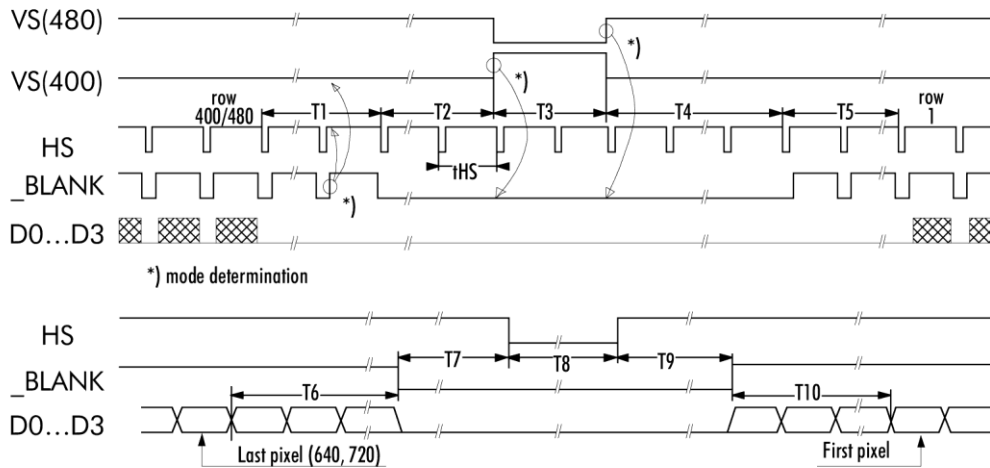 VS(480)
*)
VS(400)
*)
row
400/480
T1
T2
T3
T4
T5
row
1
HS
tHS
_BLANK
*)
D0...D3
*) mode determination
HS
T7
T8
T9
_BLANK
T6
T10
D0...D3
Last pixel (640, 720)
First pixel